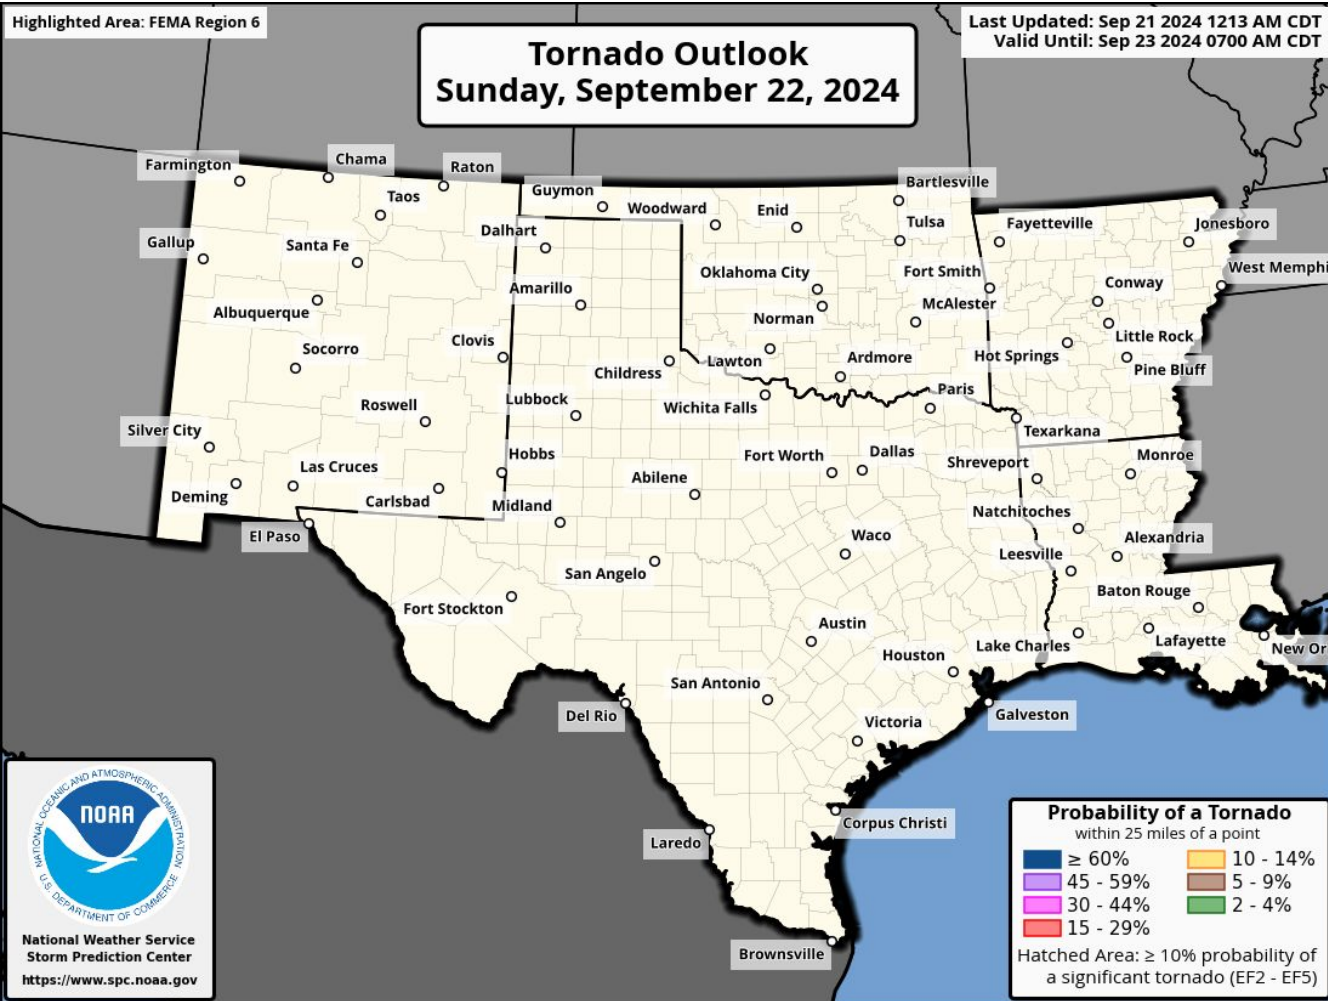 Highlighted Area: FEMA Region 6
Last Updated: Sep 21 2024 1213 AM CDT
Valid Until: Sep 23 2024 0700 AM CDT
Tornado Outlook
Sunday, September 22, 2024
Farmington
Chama
Raton
Taos
Guymon
Woodward
Enid
Bartlesville
Tulsa
Fayetteville
Jonesboro
Gallup
Santa Fe
Dalhart
Oklahoma City
Fort Smith
West Memphi
Albuquerque
Amarillo
Norman
McAlester
Conway
Socorro
Clovis
Childress
Lawton
Ardmore
Hot Springs
Little Rock
Pine Bluff
Roswell
Lubbock
Wichita Falls
Paris
Texarkana
Silver City
Las Cruces
Hobbs
Abilene
Fort Worth
Dallas
Shreveport
Monroe
Deming
Carlsbad
Midland
Natchitoches
El Paso
San Angelo
Waco
Leesville
Alexandria
Fort Stockton
Austin
Baton Rouge
Houston
Lake Charles
Lafayette
New Or
Del Rio
San Antonio
Victoria
Galveston
Laredo
Corpus Christi
Brownsville
NATIONAL OCEANIC AND ATMOSPHERIC ADMINISTRATION
NOAA
U.S. DEPARTMENT OF COMMERCE
National Weather Service
Storm Prediction Center
https://www.spc.noaa.gov
Probability of a Tornado
within 25 miles of a point
≥ 60%
45 - 59%
30 - 44%
15 - 29%
10 - 14%
5 - 9%
2 - 4%
Hatched Area: ≥ 10% probability of
a significant tornado (EF2 - EF5)